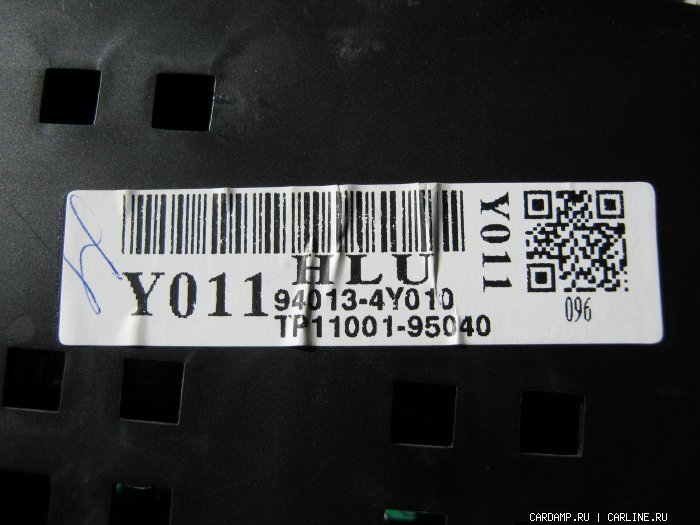 HLU
Y011
94013-4Y010
TP11001-95040
Y011
096
CARDAMP.RU | CARLINE.RU